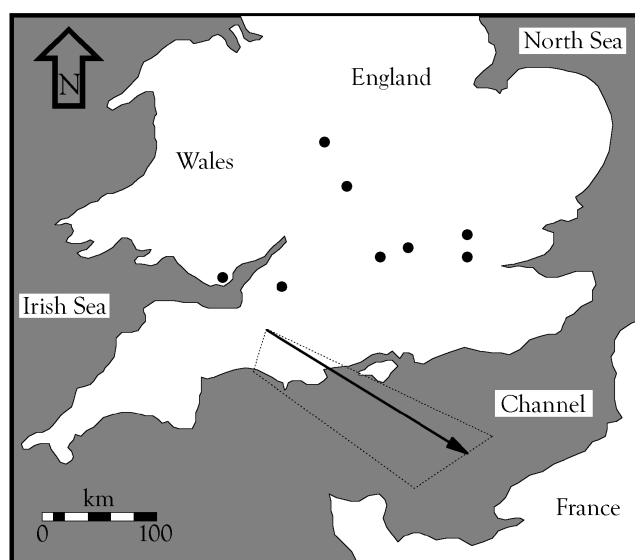 North Sea
England
N
Wales
Irish Sea
Channel
km
0 100
France